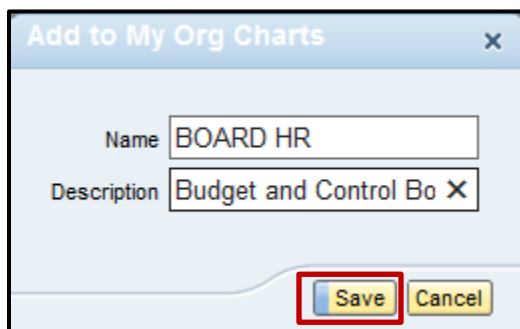 Add to My Org Charts
Name BOARD HR
Description Budget and Control Bo
Save Cancel